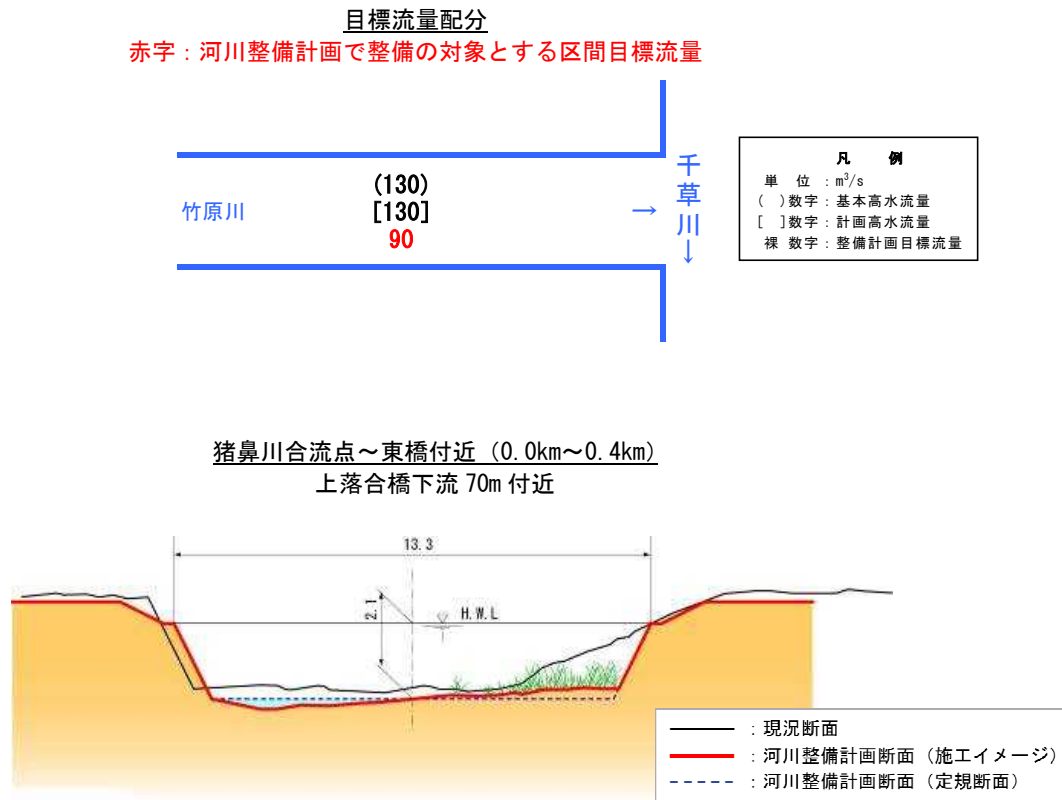 目標流量配分
赤字：河川整備計画で整備の対象とする区間目標流量
竹原川
(130)
[130]
90
→
千草川↓
凡　例
単　位：m³/s
(　)数字：基本高水流量
[　]数字：計画高水流量
裸 数字：整備計画目標流量
猪鼻川合流点～東橋付近（0.0km～0.4km）
上落合橋下流 70m 付近
13.3
2.1
H.W.L
：現況断面
：河川整備計画断面（施工イメージ）
：河川整備計画断面（定規断面）